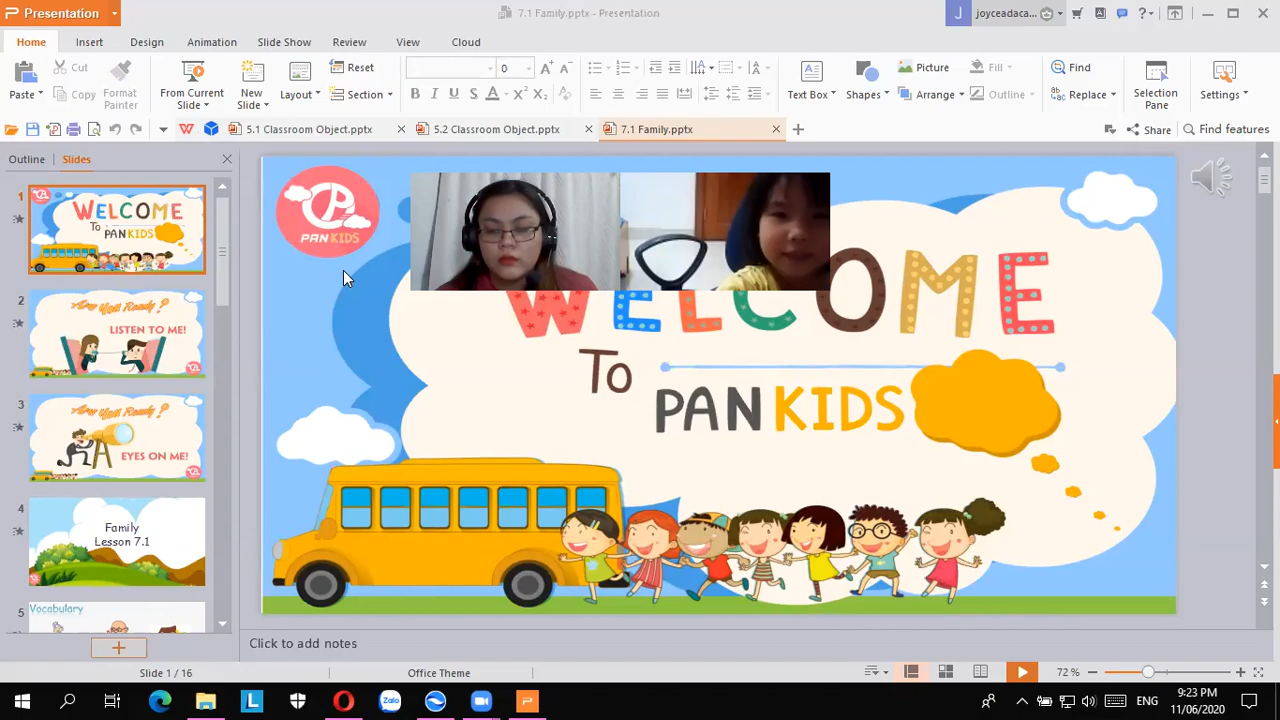 Presentation
7.1 Family.pptx - Presentation
J
joyceadaca...
Home
Insert
Design
Animation
Slide Show
Review
View
Cloud
Paste
Cut
Copy
Format Painter
From Current Slide
New Slide
Layout
Reset
Section
0
B I U S A X² X₂
Text Box
Shapes
Picture
Arrange
Fill
Outline
Find
Replace
Selection Pane
Settings
5.1 Classroom Object.pptx
5.2 Classroom Object.pptx
7.1 Family.pptx
Share
Find features
Outline
Slides
1
WELCOME
To PAN KIDS
2
Are You Ready?
LISTEN TO ME!
3
Are You Ready?
EYES ON ME!
4
Family
Lesson 7.1
5
Vocabulary
PAN KIDS
WELCOME
To
PAN KIDS
Click to add notes
Slide 1 / 16
Office Theme
72 %
L
Zalo
P
ENG
9:23 PM
11/06/2020